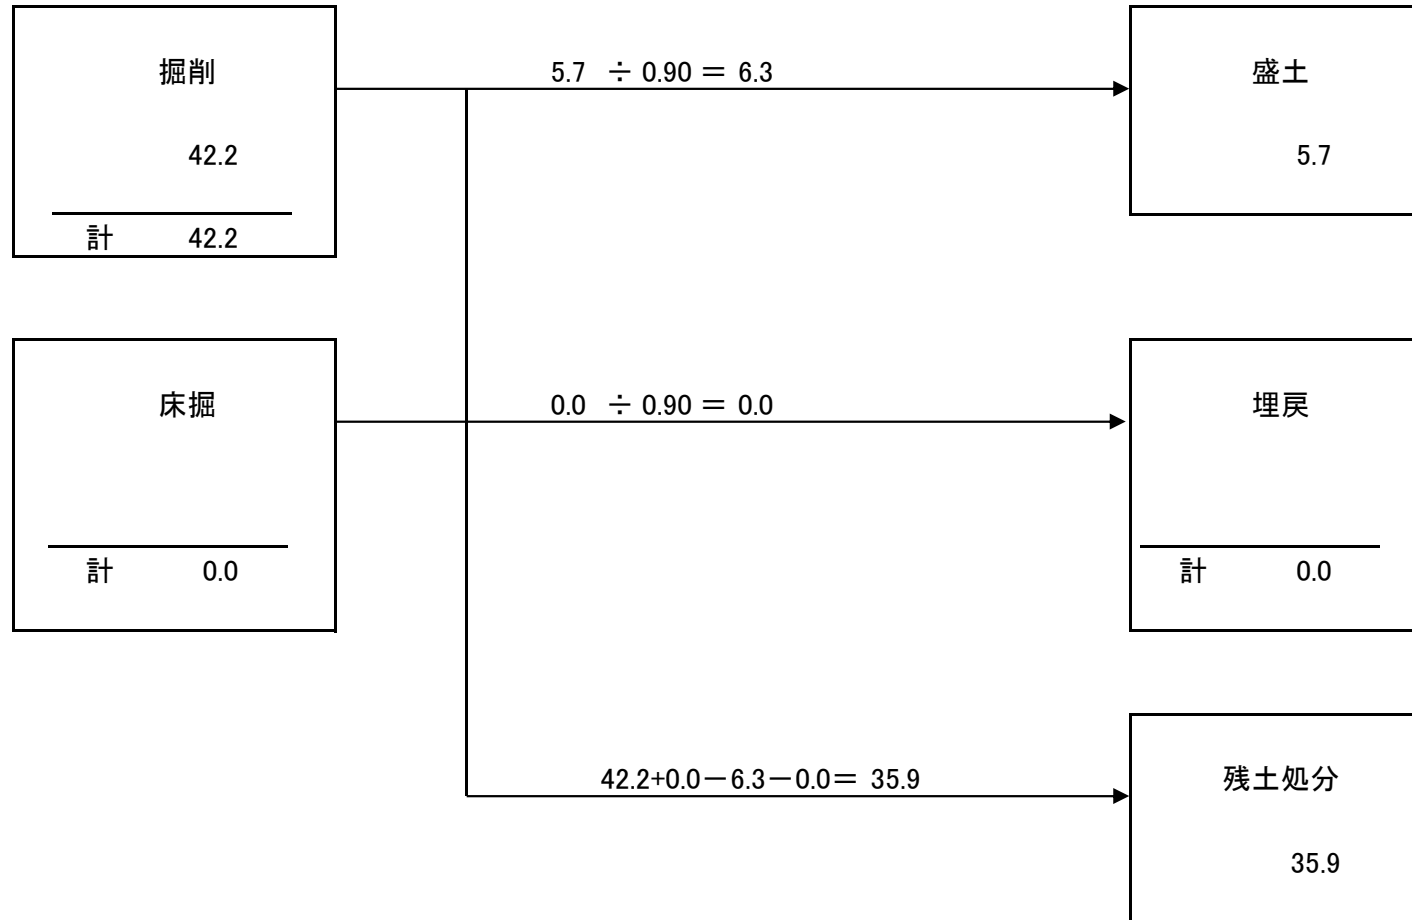 掘削
5.7 ÷ 0.90 ＝ 6.3
盛土
42.2
5.7
計 42.2
床掘
0.0 ÷ 0.90 ＝ 0.0
埋戻
計 0.0
計 0.0
42.2+0.0－6.3－0.0＝ 35.9
残土処分
35.9